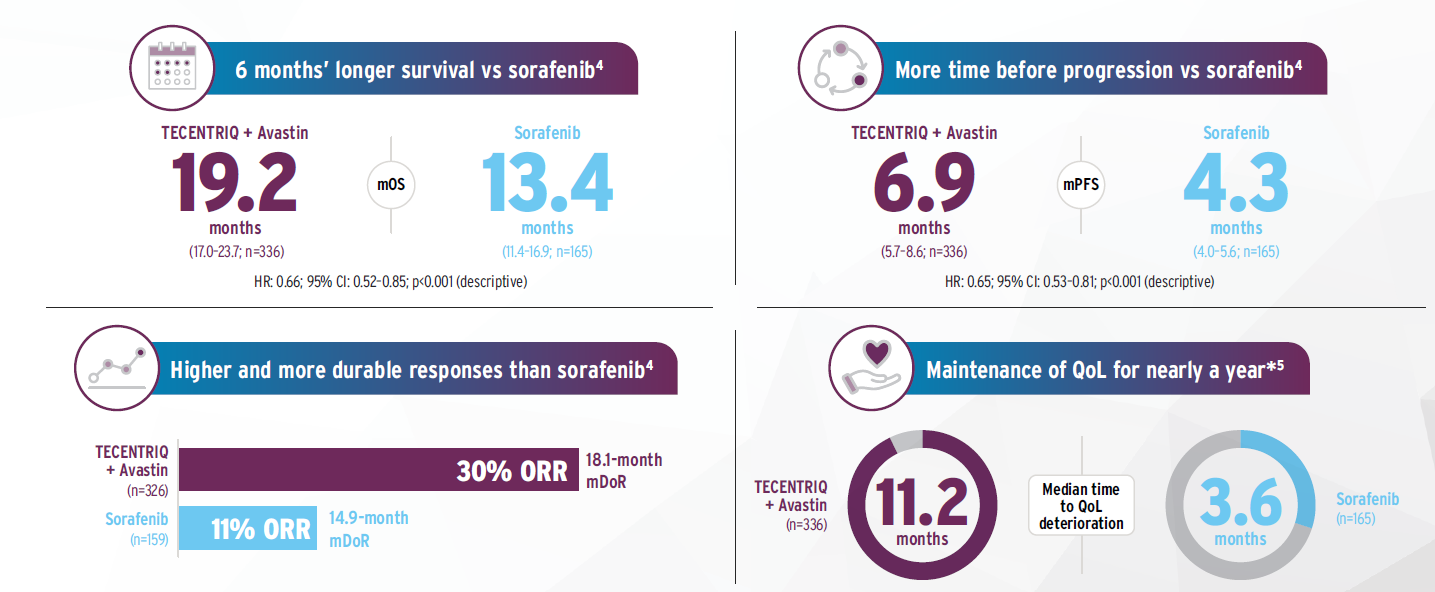 6 months’ longer survival vs sorafenib⁴
TECENTRIQ + Avastin
19.2
months
(17.0–23.7; n=336)
mOS
Sorafenib
13.4
months
(11.4–16.9; n=165)
HR: 0.66; 95% CI: 0.52–0.85; p<0.001 (descriptive)
More time before progression vs sorafenib⁴
TECENTRIQ + Avastin
6.9
months
(5.7–8.6; n=336)
mPFS
Sorafenib
4.3
months
(4.0–5.6; n=165)
HR: 0.65; 95% CI: 0.53–0.81; p<0.001 (descriptive)
Higher and more durable responses than sorafenib⁴
TECENTRIQ
+ Avastin
(n=326)
30% ORR
18.1-month
mDoR
Sorafenib
(n=159)
11% ORR
14.9-month
mDoR
Maintenance of QoL for nearly a year*⁵
TECENTRIQ
+ Avastin
(n=336)
11.2
months
Median time
to QoL
deterioration
3.6
months
Sorafenib
(n=165)